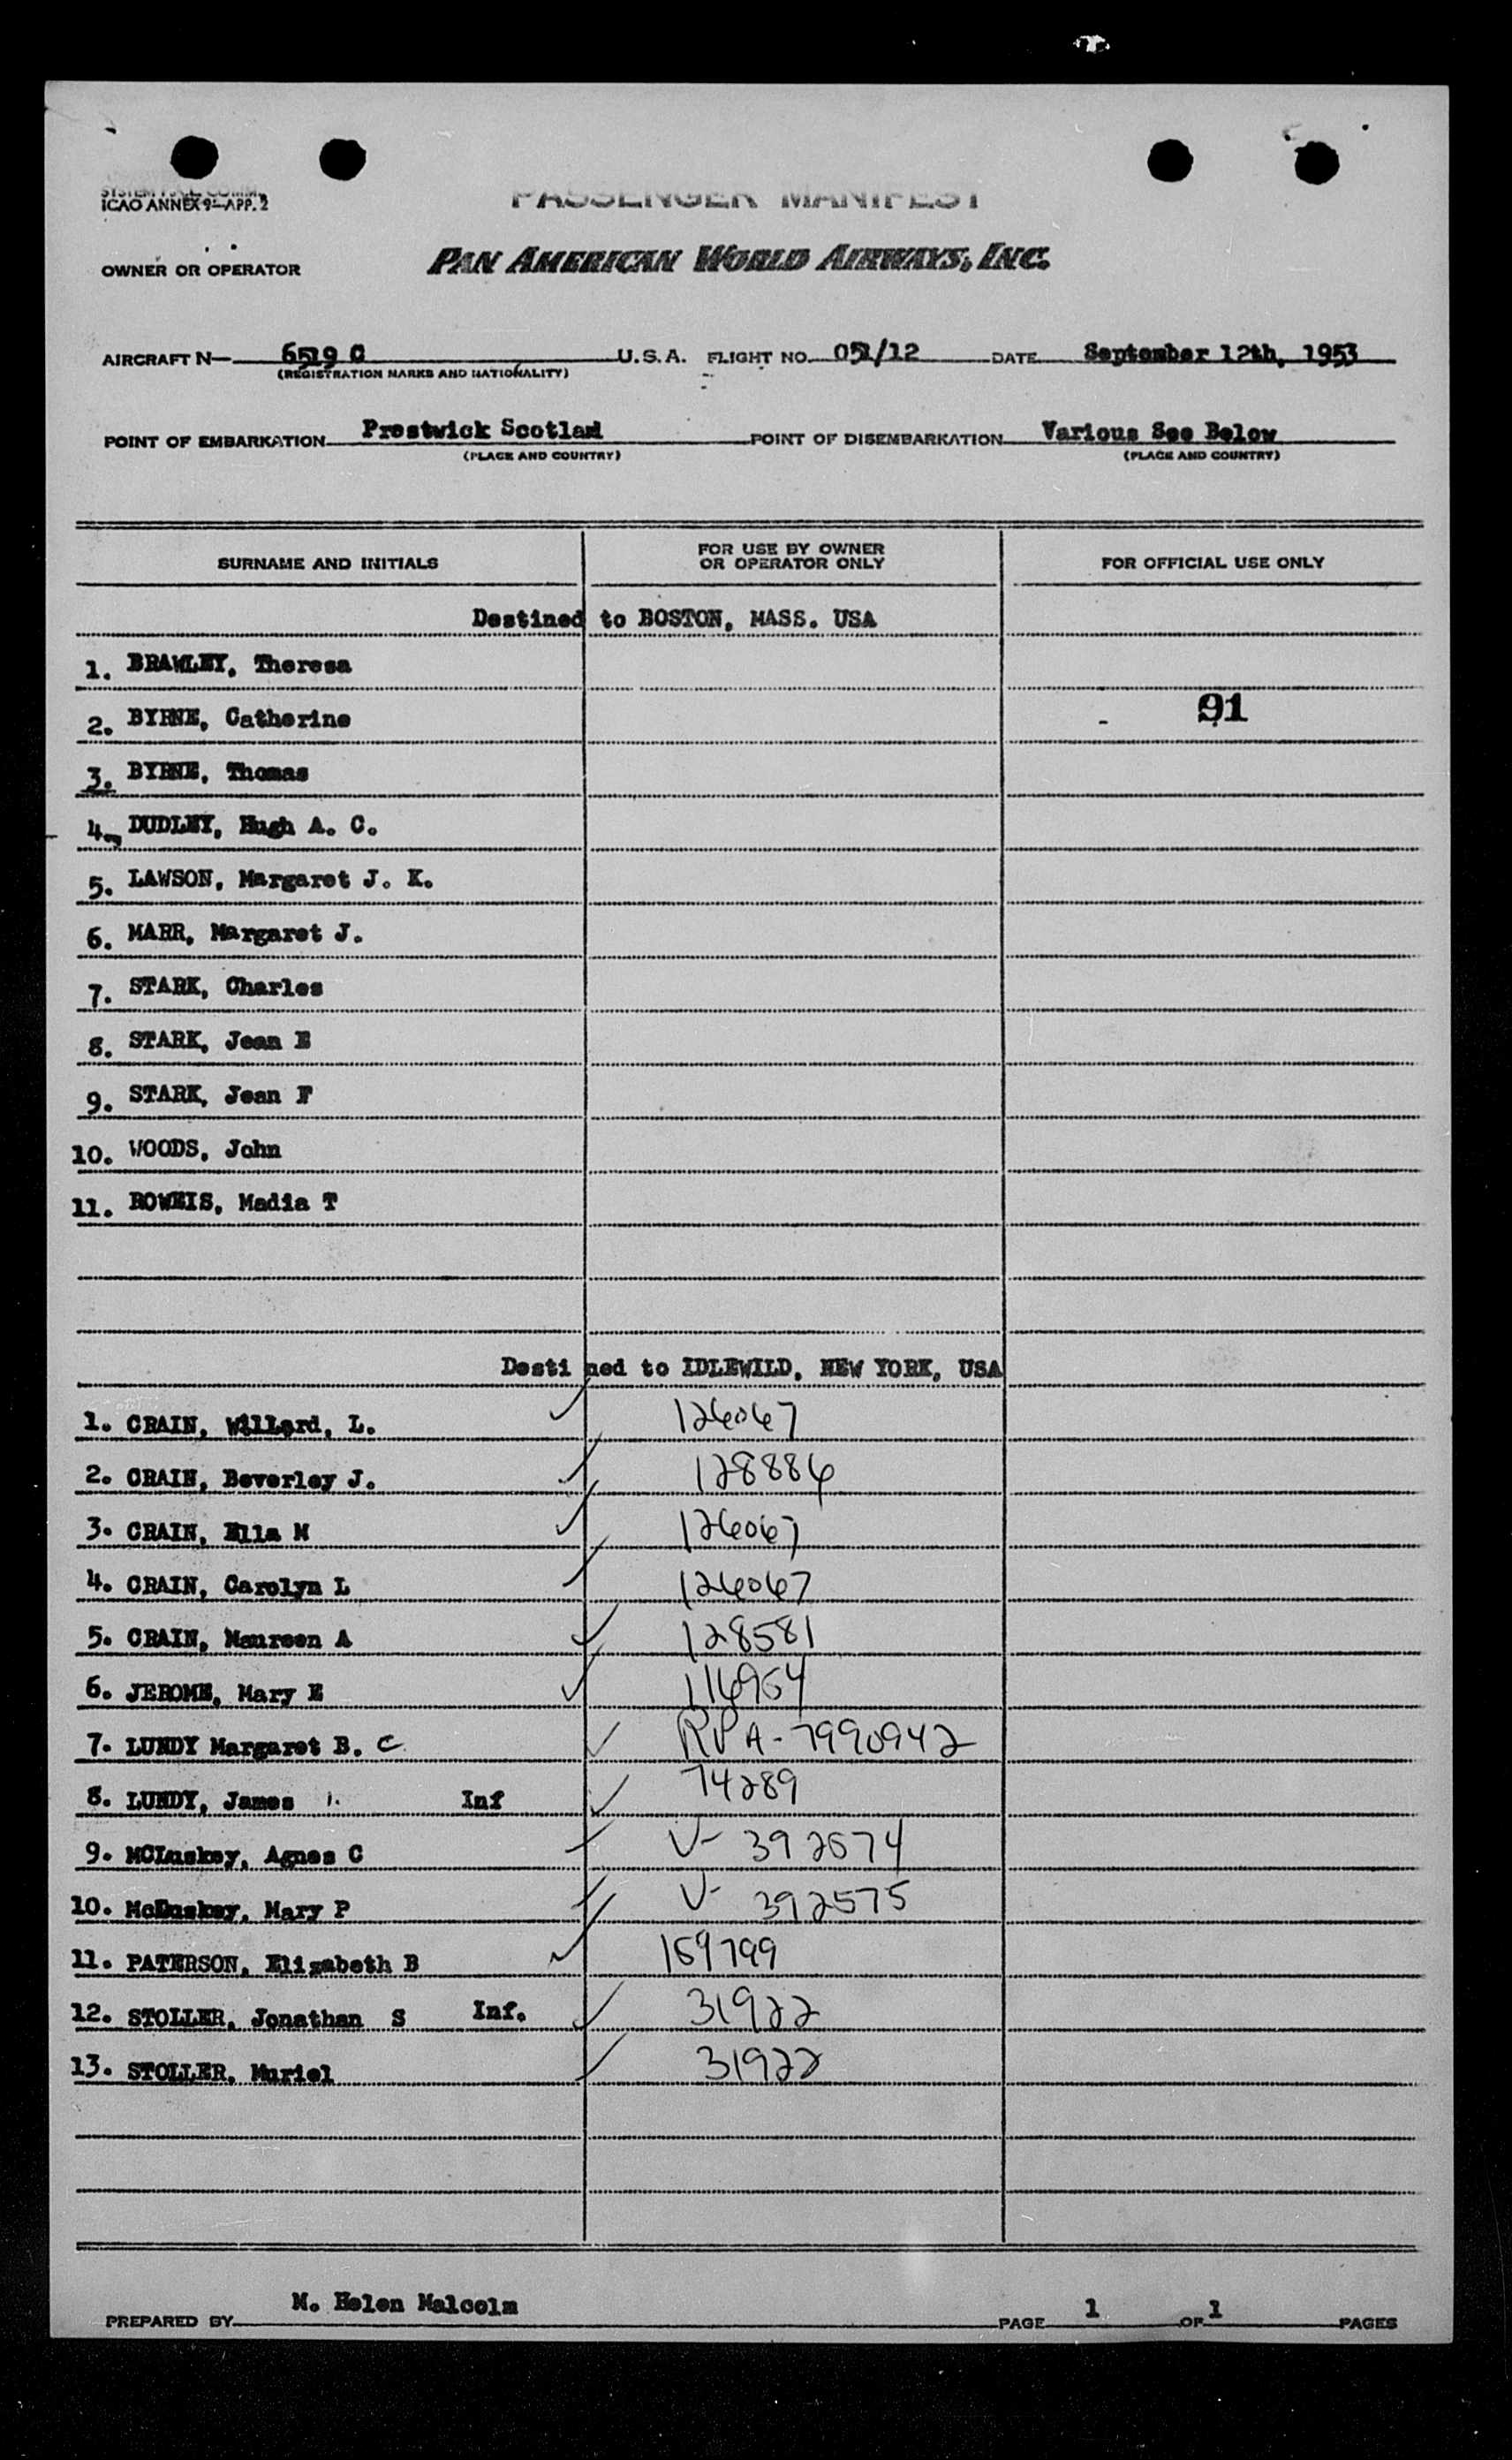 ICAO ANNEX 9—APP. 2
PASSENGER MANIFEST
OWNER OR OPERATOR PAN AMERICAN WORLD AIRWAYS, INC.
AIRCRAFT N— 6519 C U.S.A. FLIGHT NO. 051/12 DATE September 12th, 1953
(REGISTRATION MARKS AND NATIONALITY)
POINT OF EMBARKATION Prestwick Scotland POINT OF DISEMBARKATION Various See Below
(PLACE AND COUNTRY) (PLACE AND COUNTRY)
SURNAME AND INITIALS FOR USE BY OWNER OR OPERATOR ONLY FOR OFFICIAL USE ONLY
Destined to BOSTON, MASS. USA
1. BRAWLEY, Theresa
2. BYRNE, Catherine - 91
3. BYRNE, Thomas
4. DUDLEY, Hugh A. C.
5. LAWSON, Margaret J. K.
6. MARR, Margaret J.
7. STARK, Charles
8. STARK, Jean E
9. STARK, Jean F
10. WOODS, John
11. ROWEIS, Madia T
Destined to IDLEWILD, NEW YORK, USA
1. CRAIN, Willard, L. ✓ 126067
2. CRAIN, Beverley J. ✓ 128886
3. CRAIN, Ella M ✓ 126067
4. CRAIN, Carolyn L ✓ 126067
5. CRAIN, Maureen A ✓ 128581
6. JEROME, Mary E ✓ 116954
7. LUNDY Margaret B. C ✓ RPA-7990942
8. LUNDY, James Inf ✓ 74289
9. MCLuskey, Agnes C ✓ V- 392574
10. McLuskey, Mary P ✓ V- 392575
11. PATERSON, Elizabeth B ✓ 159799
12. STOLLER, Jonathan S Inf. ✓ 31922
13. STOLLER, Muriel ✓ 31922
PREPARED BY M. Helen Malcolm PAGE 1 OF 1 PAGES